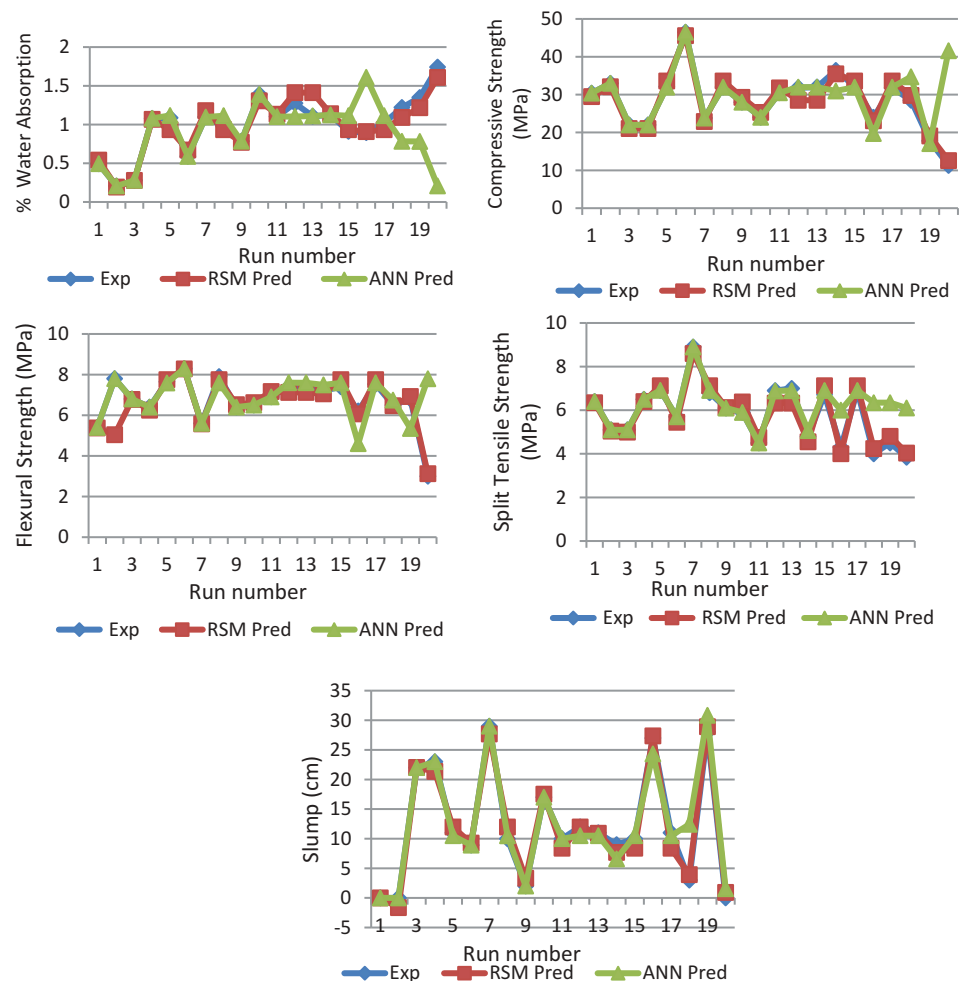 % Water Absorption
2
1.5
1
0.5
0
1 3 5 7 9 11 13 15 17 19
Run number
Exp RSM Pred ANN Pred
Compressive Strength
(MPa)
50
40
30
20
10
0
1 3 5 7 9 11 13 15 17 19
Run number
Exp RSM Pred ANN Pred
Flexural Strength (MPa)
10
8
6
4
2
0
1 3 5 7 9 11 13 15 17 19
Run number
Exp RSM Pred ANN Pred
Split Tensile Strength
(MPa)
10
8
6
4
2
0
1 3 5 7 9 11 13 15 17 19
Run number
Exp RSM Pred ANN Pred
Slump (cm)
35
30
25
20
15
10
5
0
-5
1 3 5 7 9 11 13 15 17 19
Run number
Exp RSM Pred ANN Pred